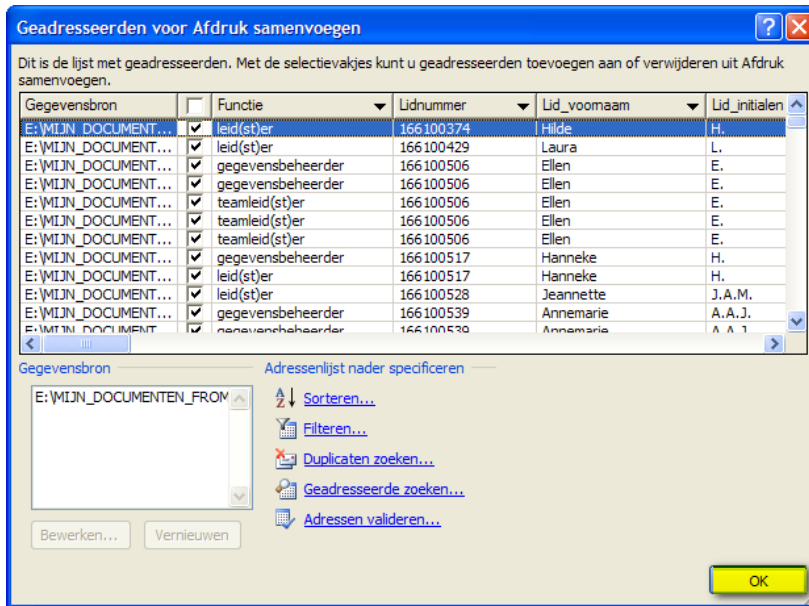 Geadresseerden voor Afdruk samenvoegen
Dit is de lijst met geadresseerden. Met de selectievakjes kunt u geadresseerden toevoegen aan of verwijderen uit Afdruk
samenvoegen.
Gegevensbron Functie Lidnummer Lid_voornaam Lid_initialen
E:\MIJN_DOCUMENT... leid(st)er 166100374 Hilde H.
E:\MIJN_DOCUMENT... leid(st)er 166100429 Laura L.
E:\MIJN_DOCUMENT... gegevensbeheerder 166100506 Ellen E.
E:\MIJN_DOCUMENT... gegevensbeheerder 166100506 Ellen E.
E:\MIJN_DOCUMENT... teamleid(st)er 166100506 Ellen E.
E:\MIJN_DOCUMENT... teamleid(st)er 166100506 Ellen E.
E:\MIJN_DOCUMENT... teamleid(st)er 166100506 Ellen E.
E:\MIJN_DOCUMENT... gegevensbeheerder 166100517 Hanneke H.
E:\MIJN_DOCUMENT... leid(st)er 166100517 Hanneke H.
E:\MIJN_DOCUMENT... leid(st)er 166100528 Jeannette J.A.M.
E:\MIJN_DOCUMENT... gegevensbeheerder 166100539 Annemarie A.A.J.
E:\MIJN_DOCUMENT... gegevensbeheerder 166100539 Annemarie A.A.J.
Gegevensbron Adressenlijst nader specificeren
E:\MIJN_DOCUMENTEN_FROM
Sorteren...
Filteren...
Duplicaten zoeken...
Geadresseerde zoeken...
Adressen valideren...
Bewerken... Vernieuwen
OK